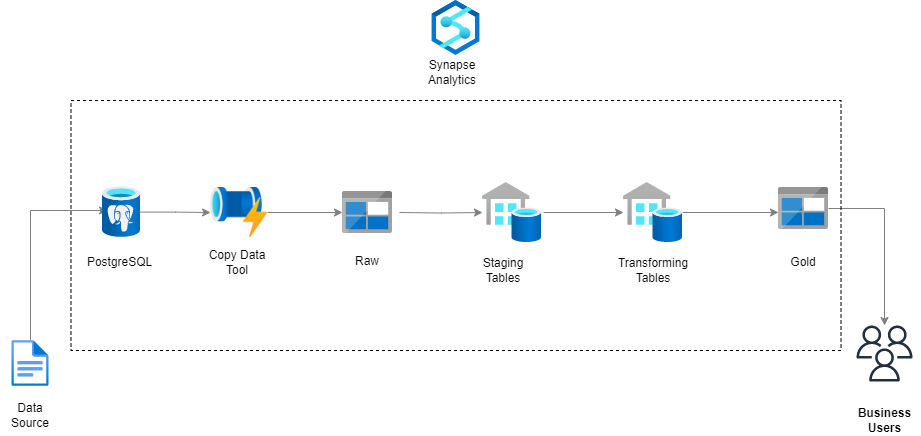 Synapse
Analytics
PostgreSQL
Copy Data
Tool
Raw
Staging
Tables
Transforming
Tables
Gold
Data
Source
Business
Users